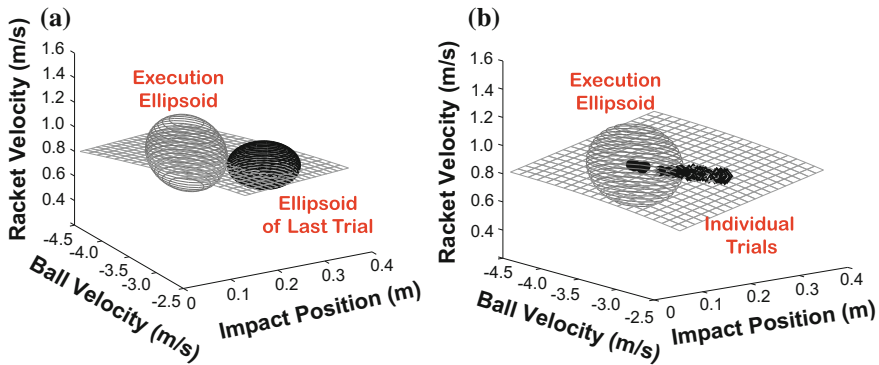 (a)
Racket Velocity (m/s)
1.6
1.4
1.2
1.0
0.8
0.6
0.4
Execution
Ellipsoid
Ellipsoid
of Last Trial
-4.5
-4.0
-3.5
-3.0
-2.5
Ball Velocity (m/s)
0
0.1
0.2
0.3
0.4
Impact Position (m)
(b)
Racket Velocity (m/s)
1.6
1.4
1.2
1.0
0.8
0.6
0.4
Execution
Ellipsoid
Individual
Trials
-4.5
-4.0
-3.5
-3.0
-2.5
Ball Velocity (m/s)
0
0.1
0.2
0.3
0.4
Impact Position (m)